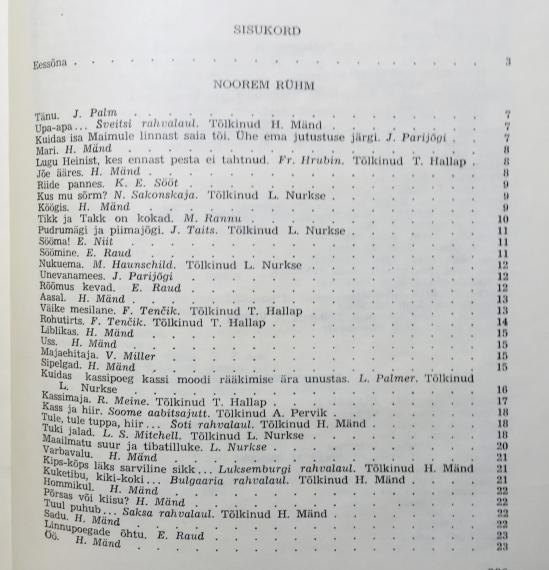 SISUKORD
Eessõna . . . . . . . . . . . . . . . 3
NOOREM RÜHM
Tänu. J. Palm . . . . . . . . . . . . 7
Upa-apa... Šveitsi rahvalaul. Tõlkinud H. Mänd . . . . . . 7
Kuidas isa Maimule linnast saia tõi. Ühe ema jutustuse järgi. J. Parijõgi . 7
Mari. H. Mänd . . . . . . . . . . . . 8
Lugu Heinist, kes ennast pesta ei tahtnud. Fr. Hrubin. Tõlkinud T. Hallap . 8
Jõe ääres. H. Mänd . . . . . . . . . . . 8
Riide pannes. K. E. Sööt . . . . . . . . . . 9
Kus mu sõrm? N. Sakonskaja. Tõlkinud L. Nurkse . . . . . 9
Köögis. H. Mänd . . . . . . . . . . . . 9
Tikk ja Takk on kokad. M. Rannu . . . . . . . . 10
Pudrumägi ja piimajõgi. J. Taits. Tõlkinud L. Nurkse . . . . 11
Sööma! E. Niit . . . . . . . . . . . . 11
Söömine. E. Raud . . . . . . . . . . . 11
Nukuema. M. Haunschild. Tõlkinud L. Nurkse . . . . . . 12
Unevanamees. J. Parijõgi . . . . . . . . . . 12
Rõõmus kevad. E. Raud . . . . . . . . . . 12
Aasal. H. Mänd . . . . . . . . . . . . 13
Väike mesilane. F. Tenčik. Tõlkinud T. Hallap . . . . . . 13
Rohutirts. F. Tenčik. Tõlkinud T. Hallap . . . . . . . 14
Liblikas. H. Mänd . . . . . . . . . . . 15
Uss. H. Mänd . . . . . . . . . . . . 15
Majaehitaja. V. Miller . . . . . . . . . . 15
Sipelgad. H. Mänd . . . . . . . . . . . 15
Kuidas kassipoeg kassi moodi rääkimise ära unustas. L. Palmer. Tõlkinud
L. Nurkse . . . . . . . . . . . . . 16
Kassimaja. R. Meine. Tõlkinud T. Hallap . . . . . . . 17
Kass ja hiir. Soome aabitsajutt. Tõlkinud A. Pervik . . . . . 18
Tule, tule tuppa, hiir... Šoti rahvalaul. Tõlkinud H. Mänd . . . 18
Tuki jalad. L. S. Mitchell. Tõlkinud L. Nurkse . . . . . . 18
Maailmatu suur ja tibatilluke. L. Nurkse . . . . . . . 20
Varbavalu. H. Mänd . . . . . . . . . . . 21
Kips-kõps läks sarviline sikk... Luksemburgi rahvalaul. Tõlkinud H. Mänd 21
Kuketibu, kiki-koki... Bulgaaria rahvalaul. Tõlkinud H. Mänd . . . 21
Hommikul. H. Mänd . . . . . . . . . . . 22
Põrsas või kiisu? H. Mänd . . . . . . . . . . 22
Tuul puhub... Saksa rahvalaul. Tõlkinud H. Mänd . . . . . 22
Sadu. H. Mänd . . . . . . . . . . . . 22
Linnupoegade õhtu. E. Raud . . . . . . . . . 23
Öö. H. Mänd . . . . . . . . . . . . . 23